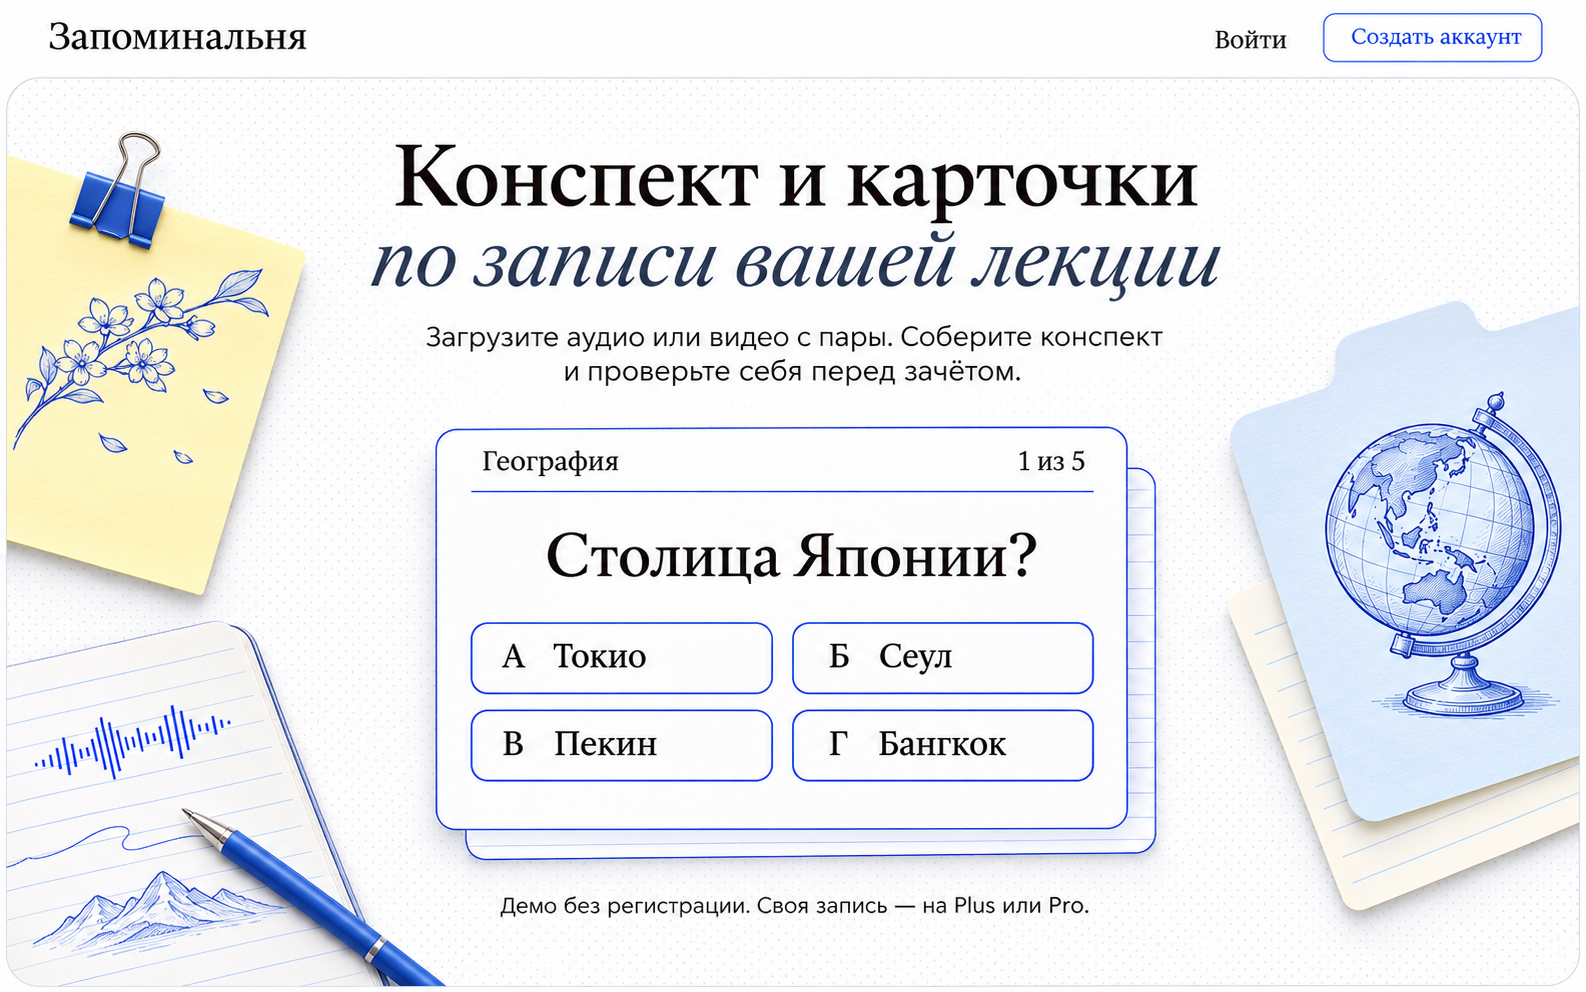 Запоминальня
Войти
Создать аккаунт
Конспект и карточки
по записи вашей лекции
Загрузите аудио или видео с пары. Соберите конспект
и проверьте себя перед зачётом.
География
1 из 5
Столица Японии?
А Токио
Б Сеул
В Пекин
Г Бангкок
Демо без регистрации. Своя запись — на Plus или Pro.